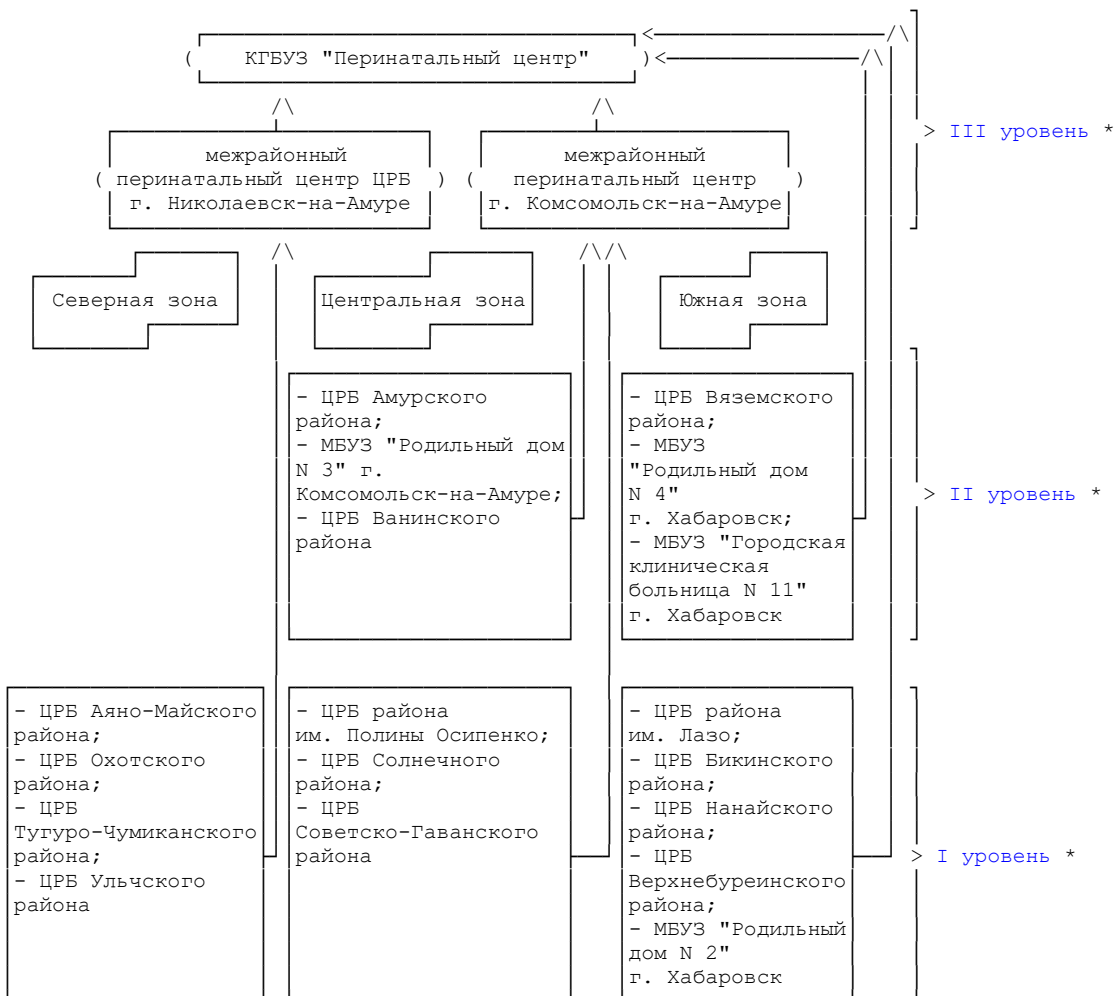 КГБУЗ "Перинатальный центр"
межрайонный
перинатальный центр ЦРБ
г. Николаевск-на-Амуре
межрайонный
перинатальный центр
г. Комсомольск-на-Амуре
> III уровень *
Северная зона
Центральная зона
Южная зона
- ЦРБ Амурского
района;
- МБУЗ "Родильный дом
N 3" г.
Комсомольск-на-Амуре;
- ЦРБ Ванинского
района
- ЦРБ Вяземского
района;
- МБУЗ
"Родильный дом
N 4"
г. Хабаровск;
- МБУЗ "Городская
клиническая
больница N 11"
г. Хабаровск
> II уровень *
- ЦРБ Аяно-Майского
района;
- ЦРБ Охотского
района;
- ЦРБ
Тугуро-Чумиканского
района;
- ЦРБ Ульчского
района
- ЦРБ района
им. Полины Осипенко;
- ЦРБ Солнечного
района;
- ЦРБ
Советско-Гаванского
района
- ЦРБ района
им. Лазо;
- ЦРБ Бикинского
района;
- ЦРБ Нанайского
района;
- ЦРБ
Верхнебуреинского
района;
- МБУЗ "Родильный
дом N 2"
г. Хабаровск
> I уровень *